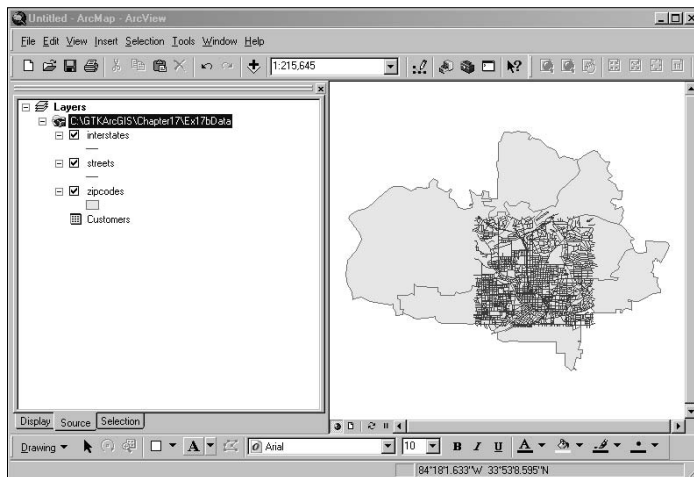 Untitled - ArcMap - ArcView
File Edit View Insert Selection Tools Window Help
1:215,645
Layers
C:\GTKArcGIS\Chapter17\Ex17bData
interstates
streets
zipcodes
Customers
Display Source Selection
Drawing A Arial 10 B I U A
84°18'1.633"W 33°53'8.595"N